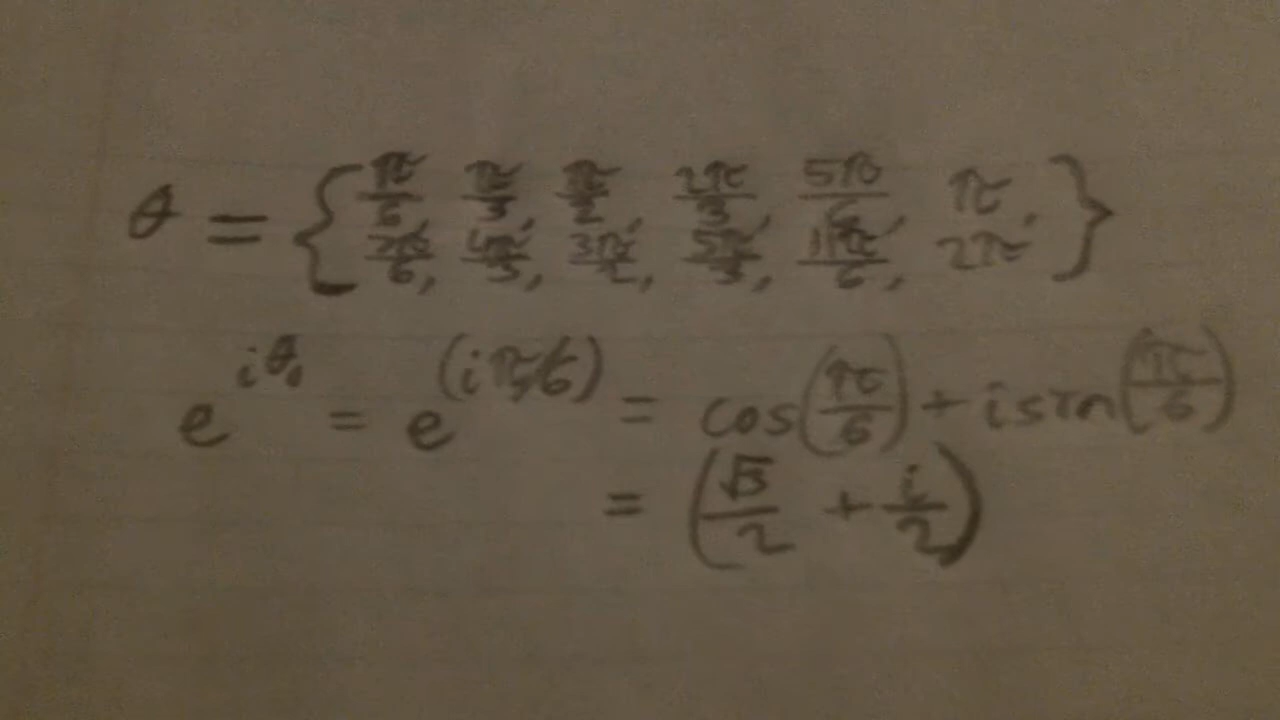 θ = { π/6, π/3, π/2, 2π/3, 5π/6, π,
7π/6, 4π/3, 3π/2, 5π/3, 11π/6, 2π }
e^{iθ₁} = e^{(iπ/6)} = cos(π/6) + i sin(π/6)
= (√3/2 + i/2)